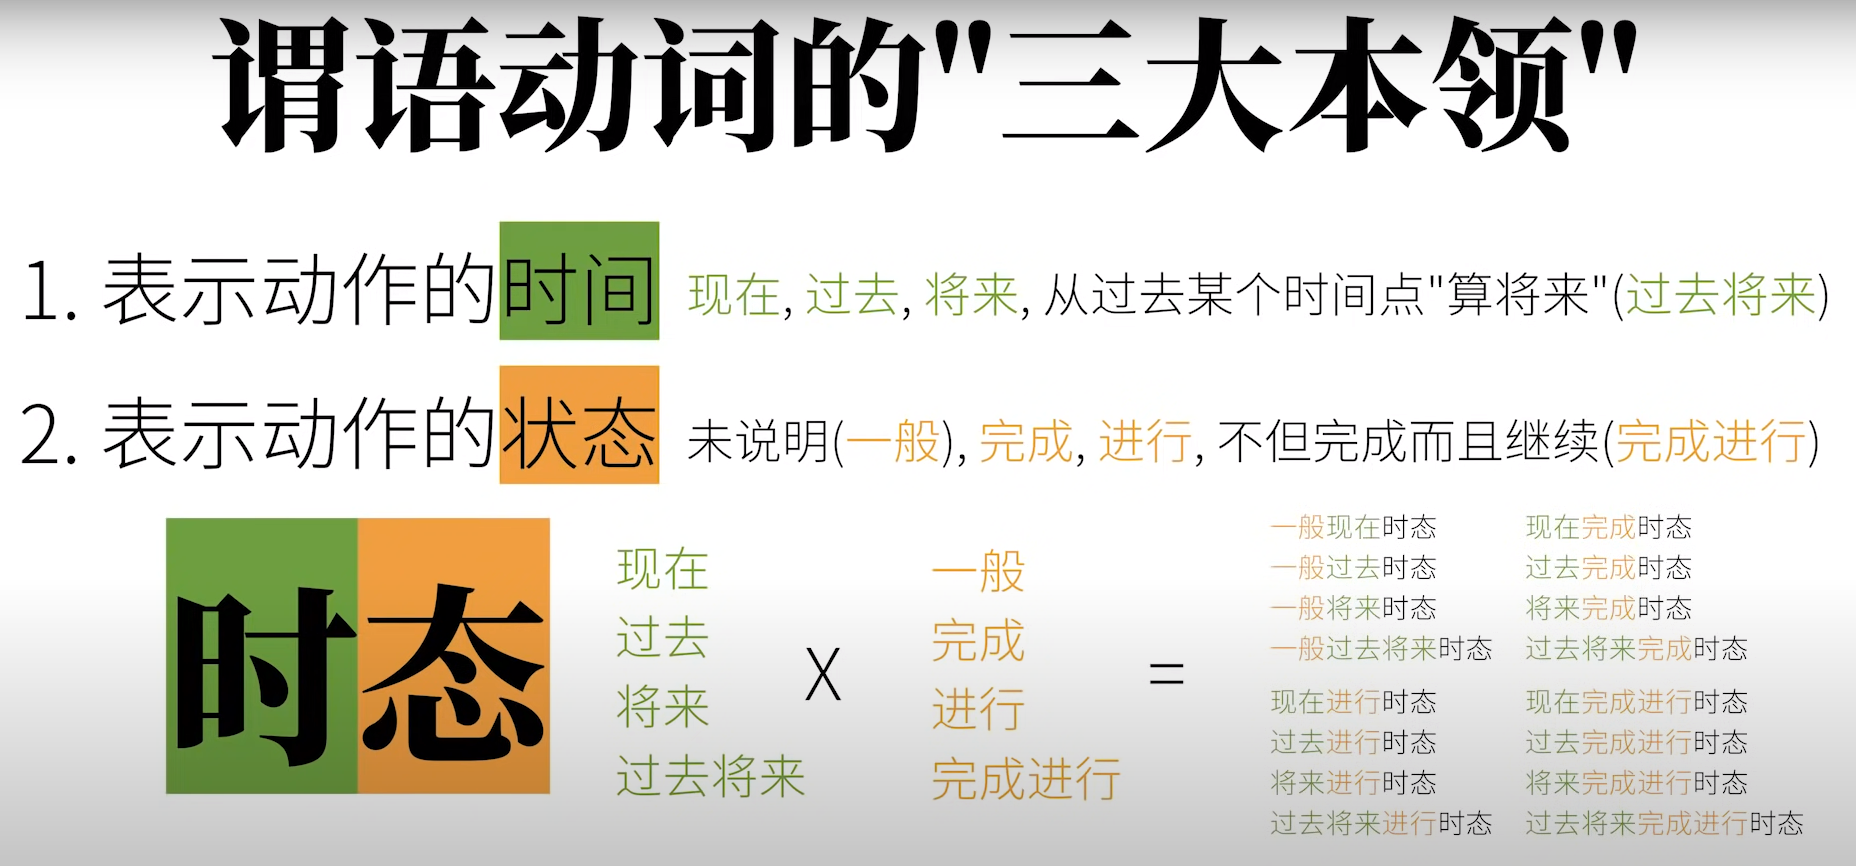 谓语动词的"三大本领"
1. 表示动作的时间 现在, 过去, 将来, 从过去某个时间点"算将来"(过去将来)
2. 表示动作的状态 未说明(一般), 完成, 进行, 不但完成而且继续(完成进行)
时态
现在
过去
将来
过去将来
X
一般
完成
进行
完成进行
=
一般现在时态
一般过去时态
一般将来时态
一般过去将来时态
现在完成时态
过去完成时态
将来完成时态
过去将来完成时态
现在进行时态
过去进行时态
将来进行时态
过去将来进行时态
现在完成进行时态
过去完成进行时态
将来完成进行时态
过去将来完成进行时态